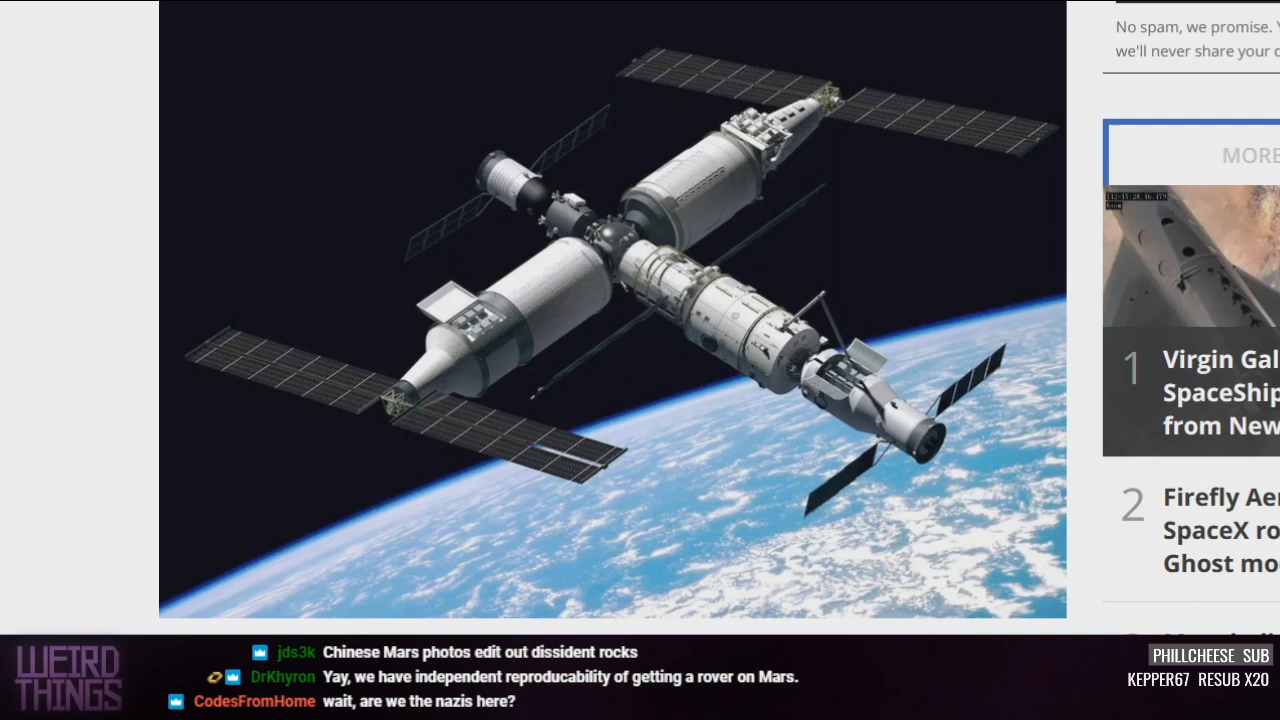 No spam, we promise.
we'll never share your
MORE
1
Virgin Gal
SpaceShip
from New
2
Firefly Aer
SpaceX ro
Ghost mo
WEIRD
THINGS
jds3k Chinese Mars photos edit out dissident rocks
DrKhyron Yay, we have independent reproducability of getting a rover on Mars.
CodesFromHome wait, are we the nazis here?
PHILLCHEESE SUB
KEPPER67 RESUB X20